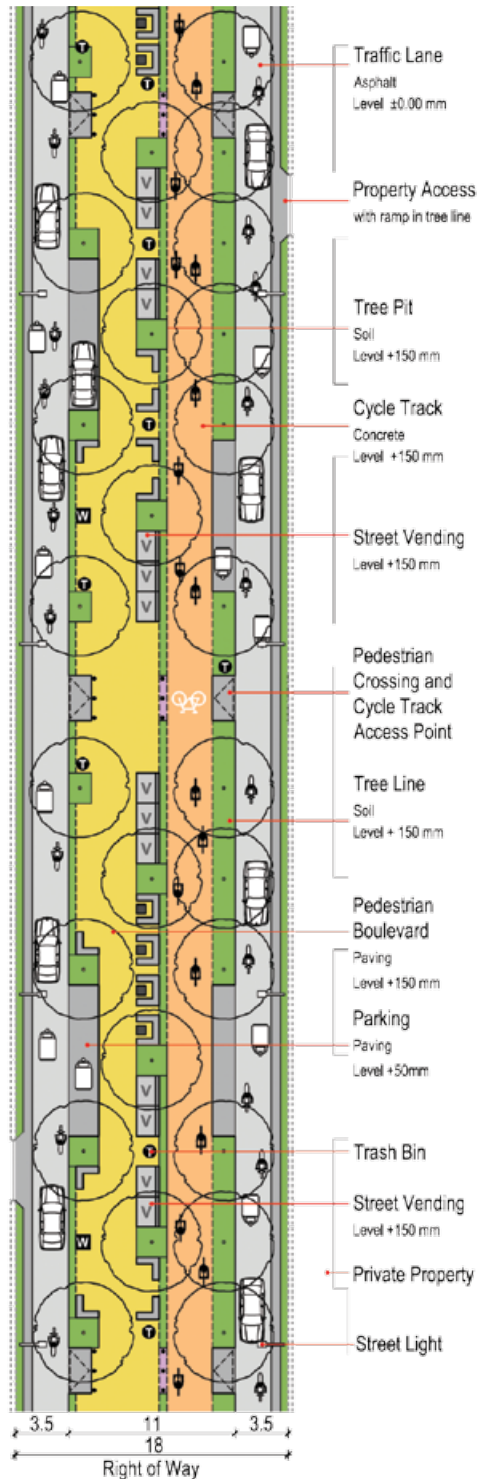 Traffic Lane
Asphalt
Level ±0.00 mm
Property Access
with ramp in tree line
Tree Pit
Soil
Level +150 mm
Cycle Track
Concrete
Level +150 mm
Street Vending
Level +150 mm
Pedestrian
Crossing and
Cycle Track
Access Point
Tree Line
Soil
Level + 150 mm
Pedestrian
Boulevard
Paving
Level +150 mm
Parking
Paving
Level +50mm
Trash Bin
Street Vending
Level +150 mm
Private Property
Street Light
T
T
V
V
T
V
V
V
T
W
V
V
V
T
T
T
V
V
V
V
V
T
V
V
W
T
3.5 11 3.5
18
Right of Way